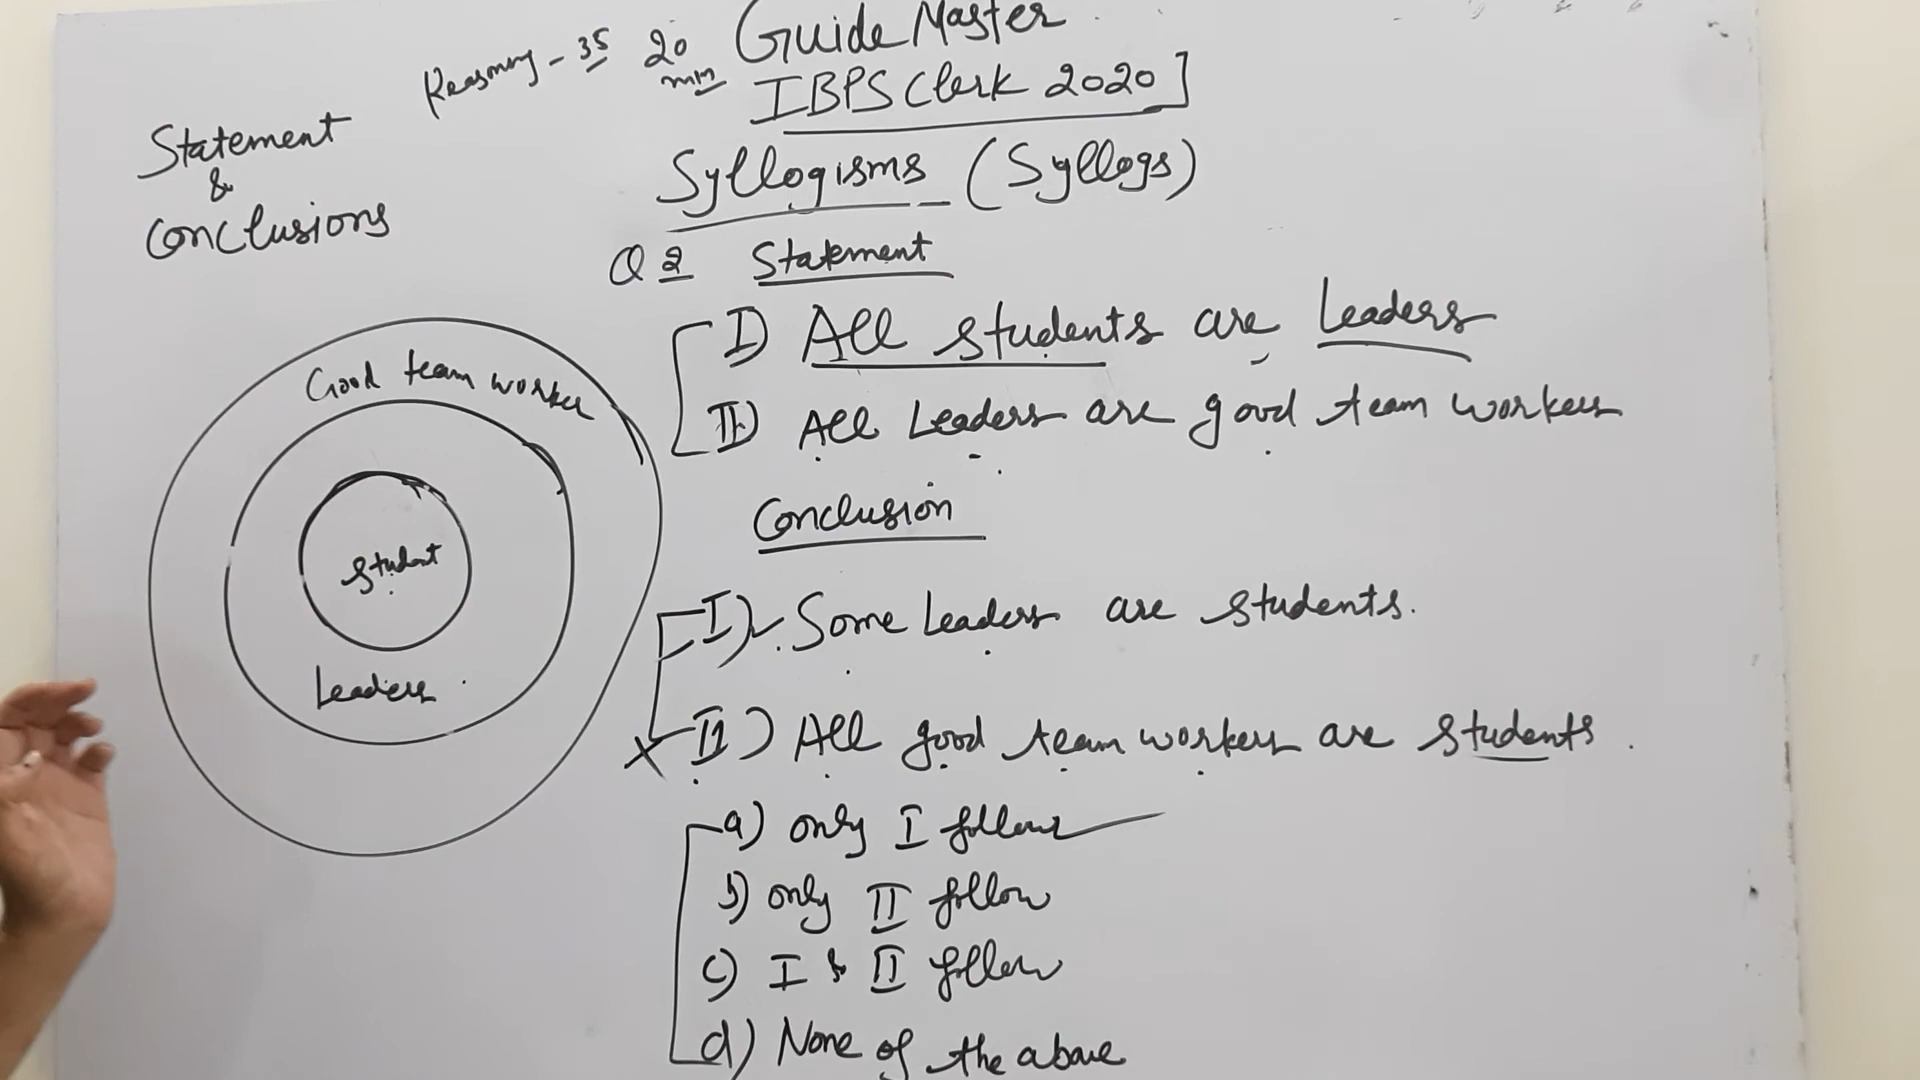 Guide Master
Reasoning - 35 20 min
IBPS Clerk 2020]
Statement
&
Conclusions
Syllogisms (Syllogs)
Q 2 Statement
I) All students are Leaders
II) All Leaders are good team workers
Good team worker
Student
Leaders
Conclusion
I) Some Leaders are students.
II) All good team workers are students.
a) only I follow
b) only II follow
c) I & II follow
d) None of the above